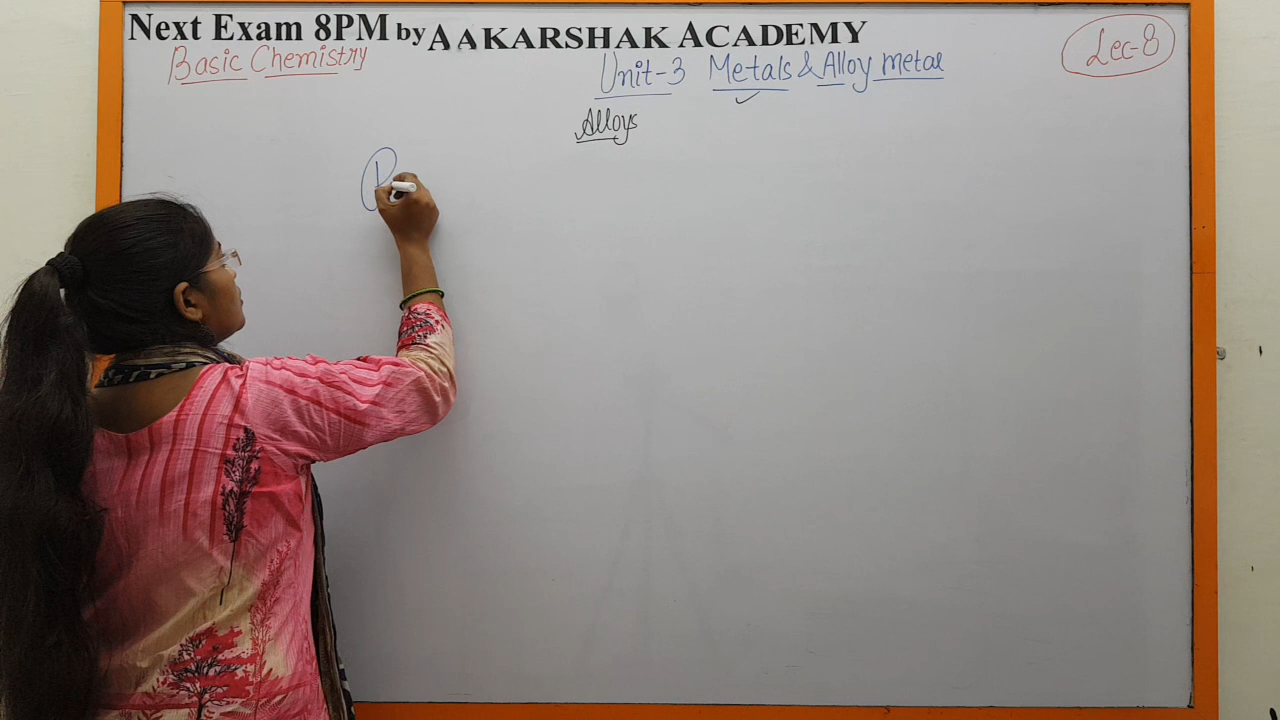 Next Exam 8PM by AAKARSHAK ACADEMY
Basic Chemistry
Unit-3 Metals & Alloy metal
Lec-8
Alloys